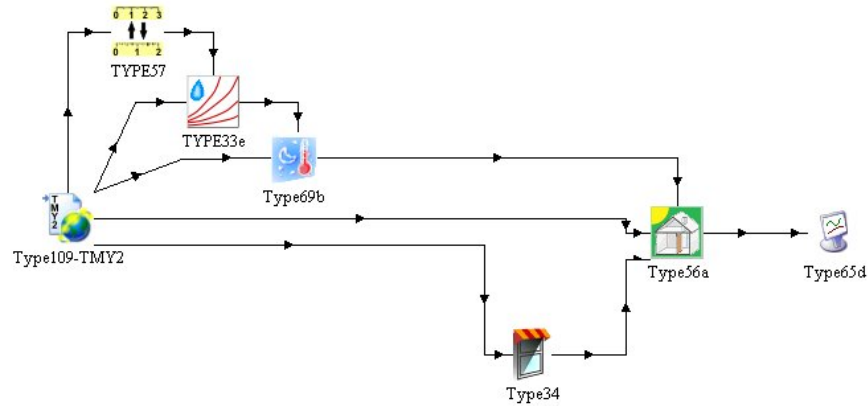 0 1 2 3
0 1 2
TYPE57
TYPE33e
Type69b
TMY2
Type109-TMY2
Type56a
Type65d
Type34